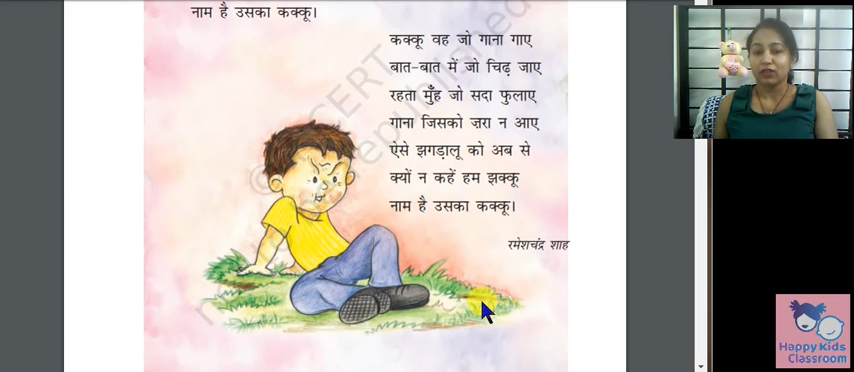 नाम है उसका कक्कू।
कक्कू वह जो गाना गाए
बात-बात में जो चिढ़ जाए
रहता मुँह जो सदा फुलाए
गाना जिसको ज़रा न आए
ऐसे झगड़ालू को अब से
क्यों न कहें हम झक्कू
नाम है उसका कक्कू।
रमेशचंद्र शाह
Happy Kids
Classroom